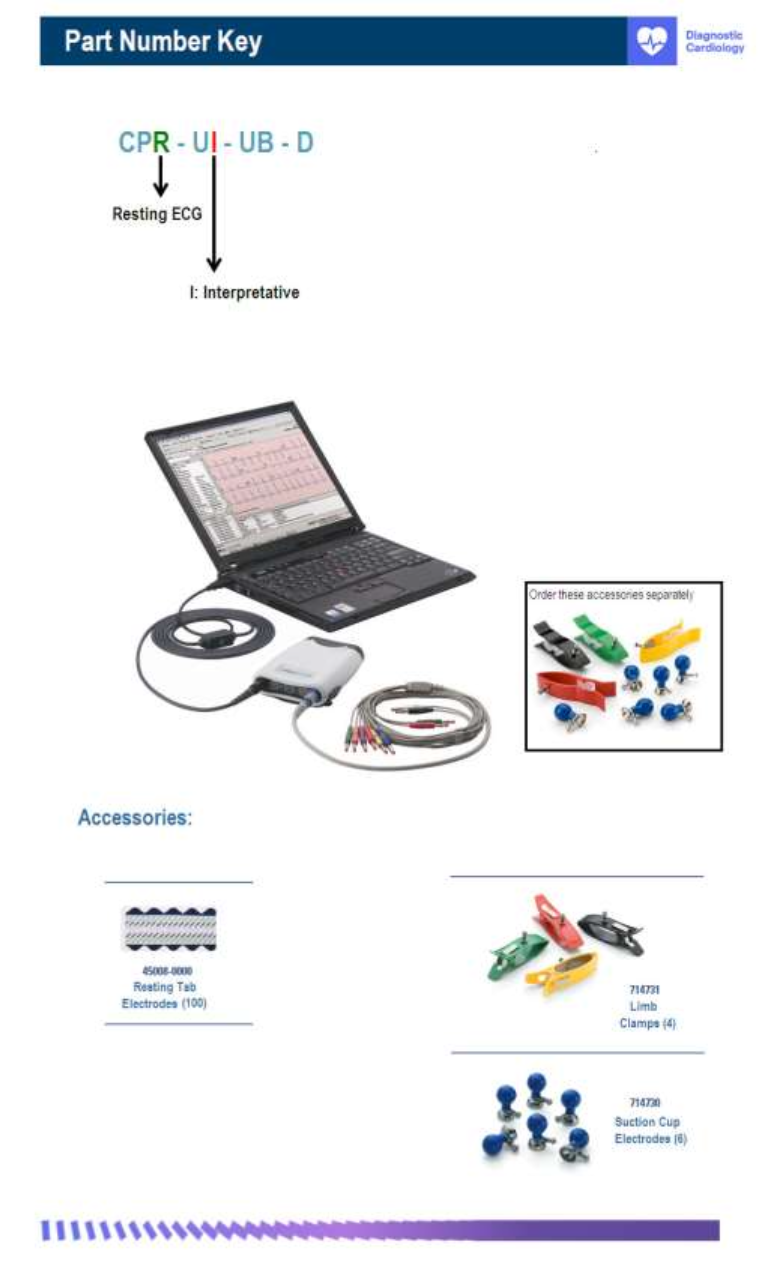 Part Number Key
Diagnostic
Cardiology
CPR - UI - UB - D
Resting ECG
I: Interpretative
Order these accessories separately
Accessories:
45008-0000
Resting Tab
Electrodes (100)
714731
Limb
Clamps (4)
714730
Suction Cup
Electrodes (6)